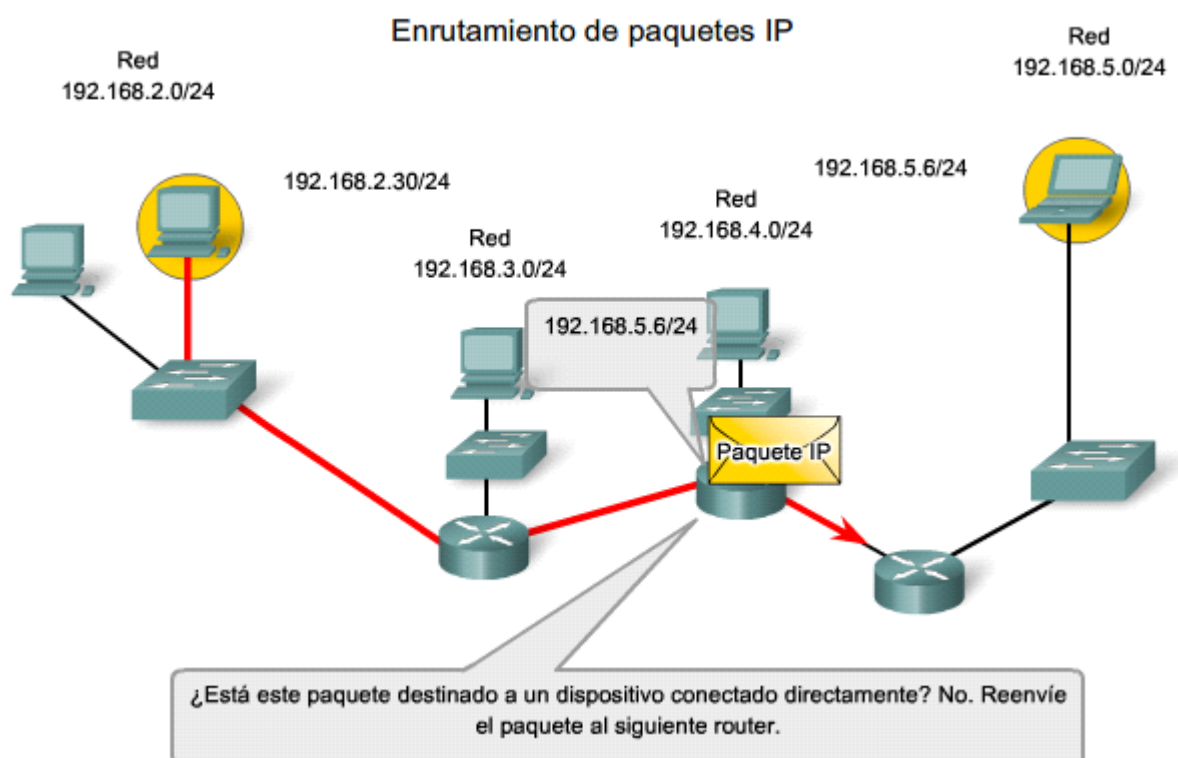 Enrutamiento de paquetes IP
Red
192.168.2.0/24
Red
192.168.5.0/24
192.168.2.30/24
192.168.5.6/24
Red
192.168.4.0/24
Red
192.168.3.0/24
192.168.5.6/24
Paquete IP
¿Está este paquete destinado a un dispositivo conectado directamente? No. Reenvíe
el paquete al siguiente router.